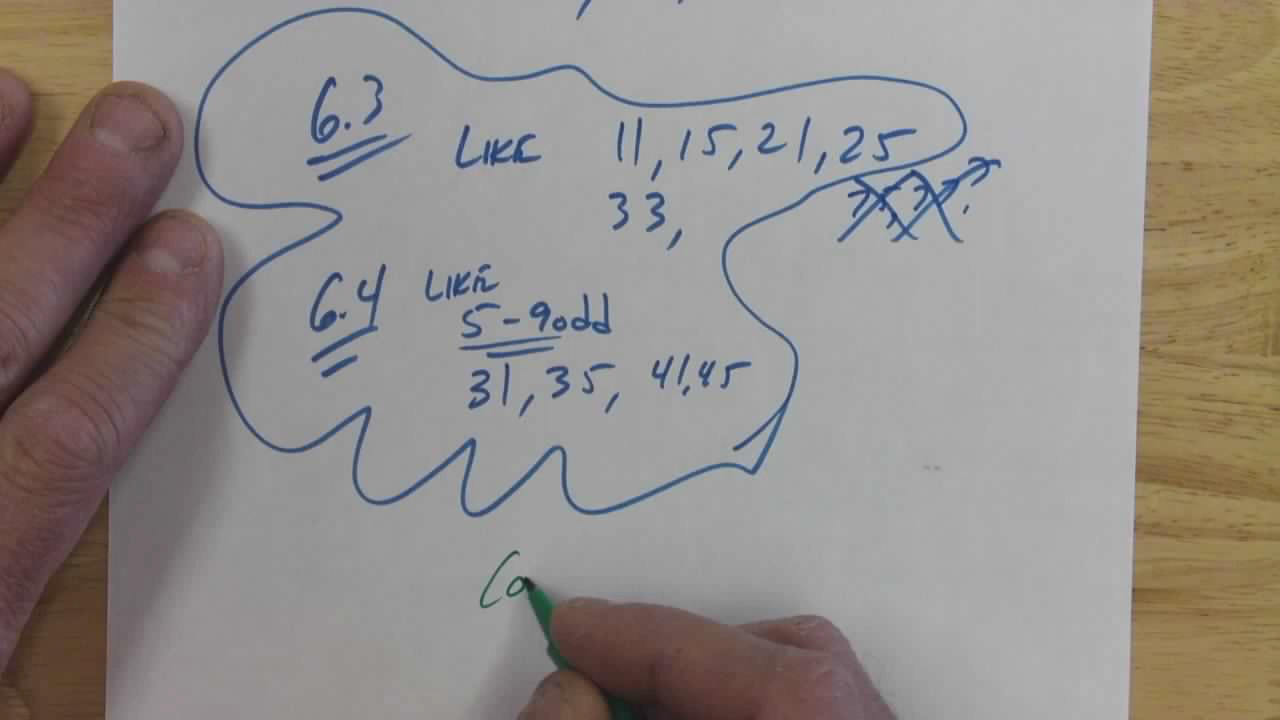 6.3 LIKE 11, 15, 21, 25
33,
6.4 LIKE
5-9odd
31, 35, 41,45
Co